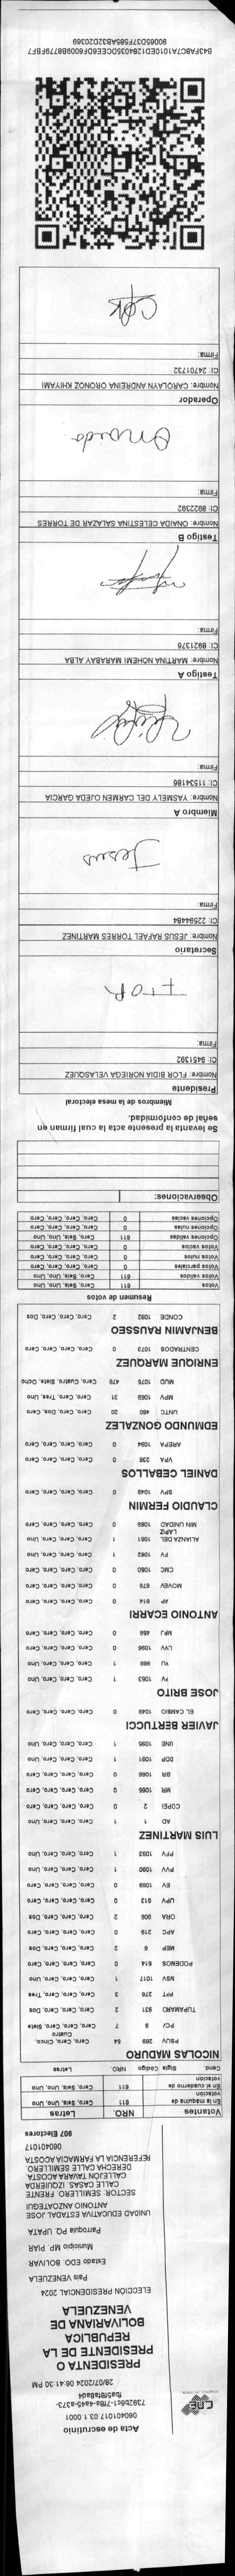 CNE
Acta de escrutinio
060401017.03.1.0001
7392b6c1-7f8a-4a45-a373-
fba5f8fa8ad4
28/07/2024 06:41:30 PM
PRESIDENTA O
PRESIDENTE DE LA
REPUBLICA
BOLIVARIANA DE
VENEZUELA
ELECCIÓN PRESIDENCIAL 2024
Pais VENEZUELA
Estado EDO. BOLIVAR
Municipio MP. PIAR
Parroquia PQ. UPATA
UNIDAD EDUCATIVA ESTADAL JOSE
ANTONIO ANZOATEGUI
SECTOR: SEMILLERO. FRENTE
CALLE CASAS. IZQUIERDA
CALLEJÓN TAVARA ACOSTA.
DERECHA CALLE SEMILLERO.
REFERENCIA LA FARMACIA ACOSTA
060401017
907 Electores
Votantes NRO. Letras
En la maquina de votación 611 Cero, Seis, Uno, Uno
En el cuaderno de votación 611 Cero, Seis, Uno, Uno
Cand. Sigla Código NRO. Letras
NICOLAS MADURO
PSUV 269 54 Cero, Cero, Cinco, Cuatro
PCV 9 7 Cero, Cero, Cero, Siete
TUPAMARO 931 2 Cero, Cero, Cero, Dos
PPT 276 3 Cero, Cero, Cero, Tres
MSV 1017 1 Cero, Cero, Cero, Uno
PODEMOS 514 0 Cero, Cero, Cero, Cero
MEP 6 2 Cero, Cero, Cero, Dos
APC 219 0 Cero, Cero, Cero, Cero
ORA 906 2 Cero, Cero, Cero, Dos
UPV 513 0 Cero, Cero, Cero, Cero
EV 1089 0 Cero, Cero, Cero, Cero
PVV 1090 1 Cero, Cero, Cero, Uno
PFV 1093 1 Cero, Cero, Cero, Uno
LUIS MARTINEZ
AD 1 1 Cero, Cero, Cero, Uno
COPEI 2 0 Cero, Cero, Cero, Cero
MR 1055 0 Cero, Cero, Cero, Cero
BR 1066 0 Cero, Cero, Cero, Cero
DDP 1091 1 Cero, Cero, Cero, Uno
UNE 1095 1 Cero, Cero, Cero, Uno
JAVIER BERTUCCI
EL CAMBIO 1048 0 Cero, Cero, Cero, Cero
JOSE BRITO
PV 1053 1 Cero, Cero, Cero, Uno
VU 868 1 Cero, Cero, Cero, Uno
LVV 1096 0 Cero, Cero, Cero, Cero
MPJ 458 0 Cero, Cero, Cero, Cero
ANTONIO ECARRI
AP 814 0 Cero, Cero, Cero, Cero
MOVEV 878 0 Cero, Cero, Cero, Cero
CMC 1050 0 Cero, Cero, Cero, Cero
FV 1062 1 Cero, Cero, Cero, Uno
ALIANZA DEL LÁPIZ 1051 1 Cero, Cero, Cero, Uno
MIN UNIDAD 1058 0 Cero, Cero, Cero, Cero
CLAUDIO FERMIN
SPV 1049 0 Cero, Cero, Cero, Cero
DANIEL CEBALLOS
VPA 236 0 Cero, Cero, Cero, Cero
AREPA 1084 0 Cero, Cero, Cero, Cero
EDMUNDO GONZALEZ
UNTC 460 20 Cero, Cero, Dos, Cero
MPV 1069 31 Cero, Cero, Tres, Uno
MUD 1075 478 Cero, Cuatro, Siete, Ocho
ENRIQUE MARQUEZ
CENTRADOS 1073 0 Cero, Cero, Cero, Cero
BENJAMIN RAUSSEO
CONDE 1092 2 Cero, Cero, Cero, Dos
Resumen de votos
Votos 611 Cero, Seis, Uno, Uno
Votos validos 611 Cero, Seis, Uno, Uno
Votos parciales 0 Cero, Cero, Cero, Cero
Votos nulos 0 Cero, Cero, Cero, Cero
Votos vacios 0 Cero, Cero, Cero, Cero
Opciones validas 611 Cero, Seis, Uno, Uno
Opciones nulas 0 Cero, Cero, Cero, Cero
Opciones vacias 0 Cero, Cero, Cero, Cero
Observaciones:
Se levanta la presente acta la cual firman en
señal de conformidad.
Miembros de la mesa electoral
Presidente
Nombre: FLOR BIDIA NORIEGA VELASQUEZ
CI: 9451392
Firma:
FlOR
Secretario
Nombre: JESUS RAFAEL TORRES MARTINEZ
CI: 22594484
Firma:
Jesus
Miembro A
Nombre: YASMELY DEL CARMEN OJEDA GARCIA
CI: 11534186
Firma:
Testigo A
Nombre: MARTINA NOHEMI MARABAY ALBA
CI: 8921376
Firma:
Testigo B
Nombre: ONAIDA CELESTINA SALAZAR DE TORRES
CI: 8922392
Firma:
Onaida
Operador
Nombre: CAROLAYN ANDREINA ORONOZ KHIYAMI
CI: 24701732
Firma:
B43FA8C7A1010ED1284035DCEE6DF6009B8779FBF7
90065D37F585AB32D20369